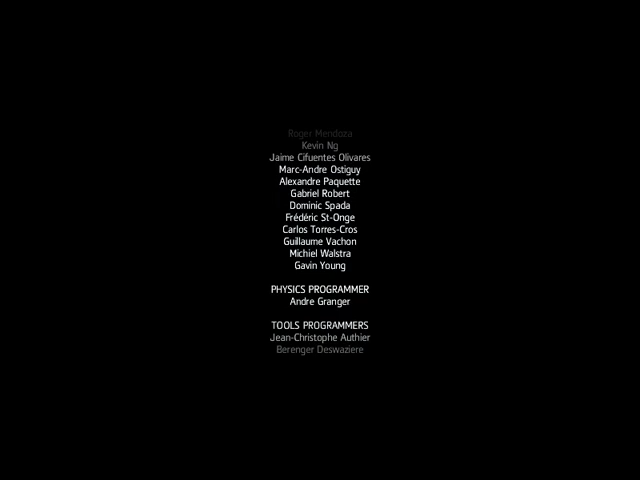 Roger Mendoza
Kevin Ng
Jaime Cifuentes Olivares
Marc-Andre Ostiguy
Alexandre Paquette
Gabriel Robert
Dominic Spada
Frédéric St-Onge
Carlos Torres-Cros
Guillaume Vachon
Michiel Walstra
Gavin Young
PHYSICS PROGRAMMER
Andre Granger
TOOLS PROGRAMMERS
Jean-Christophe Authier
Berenger Deswaziere